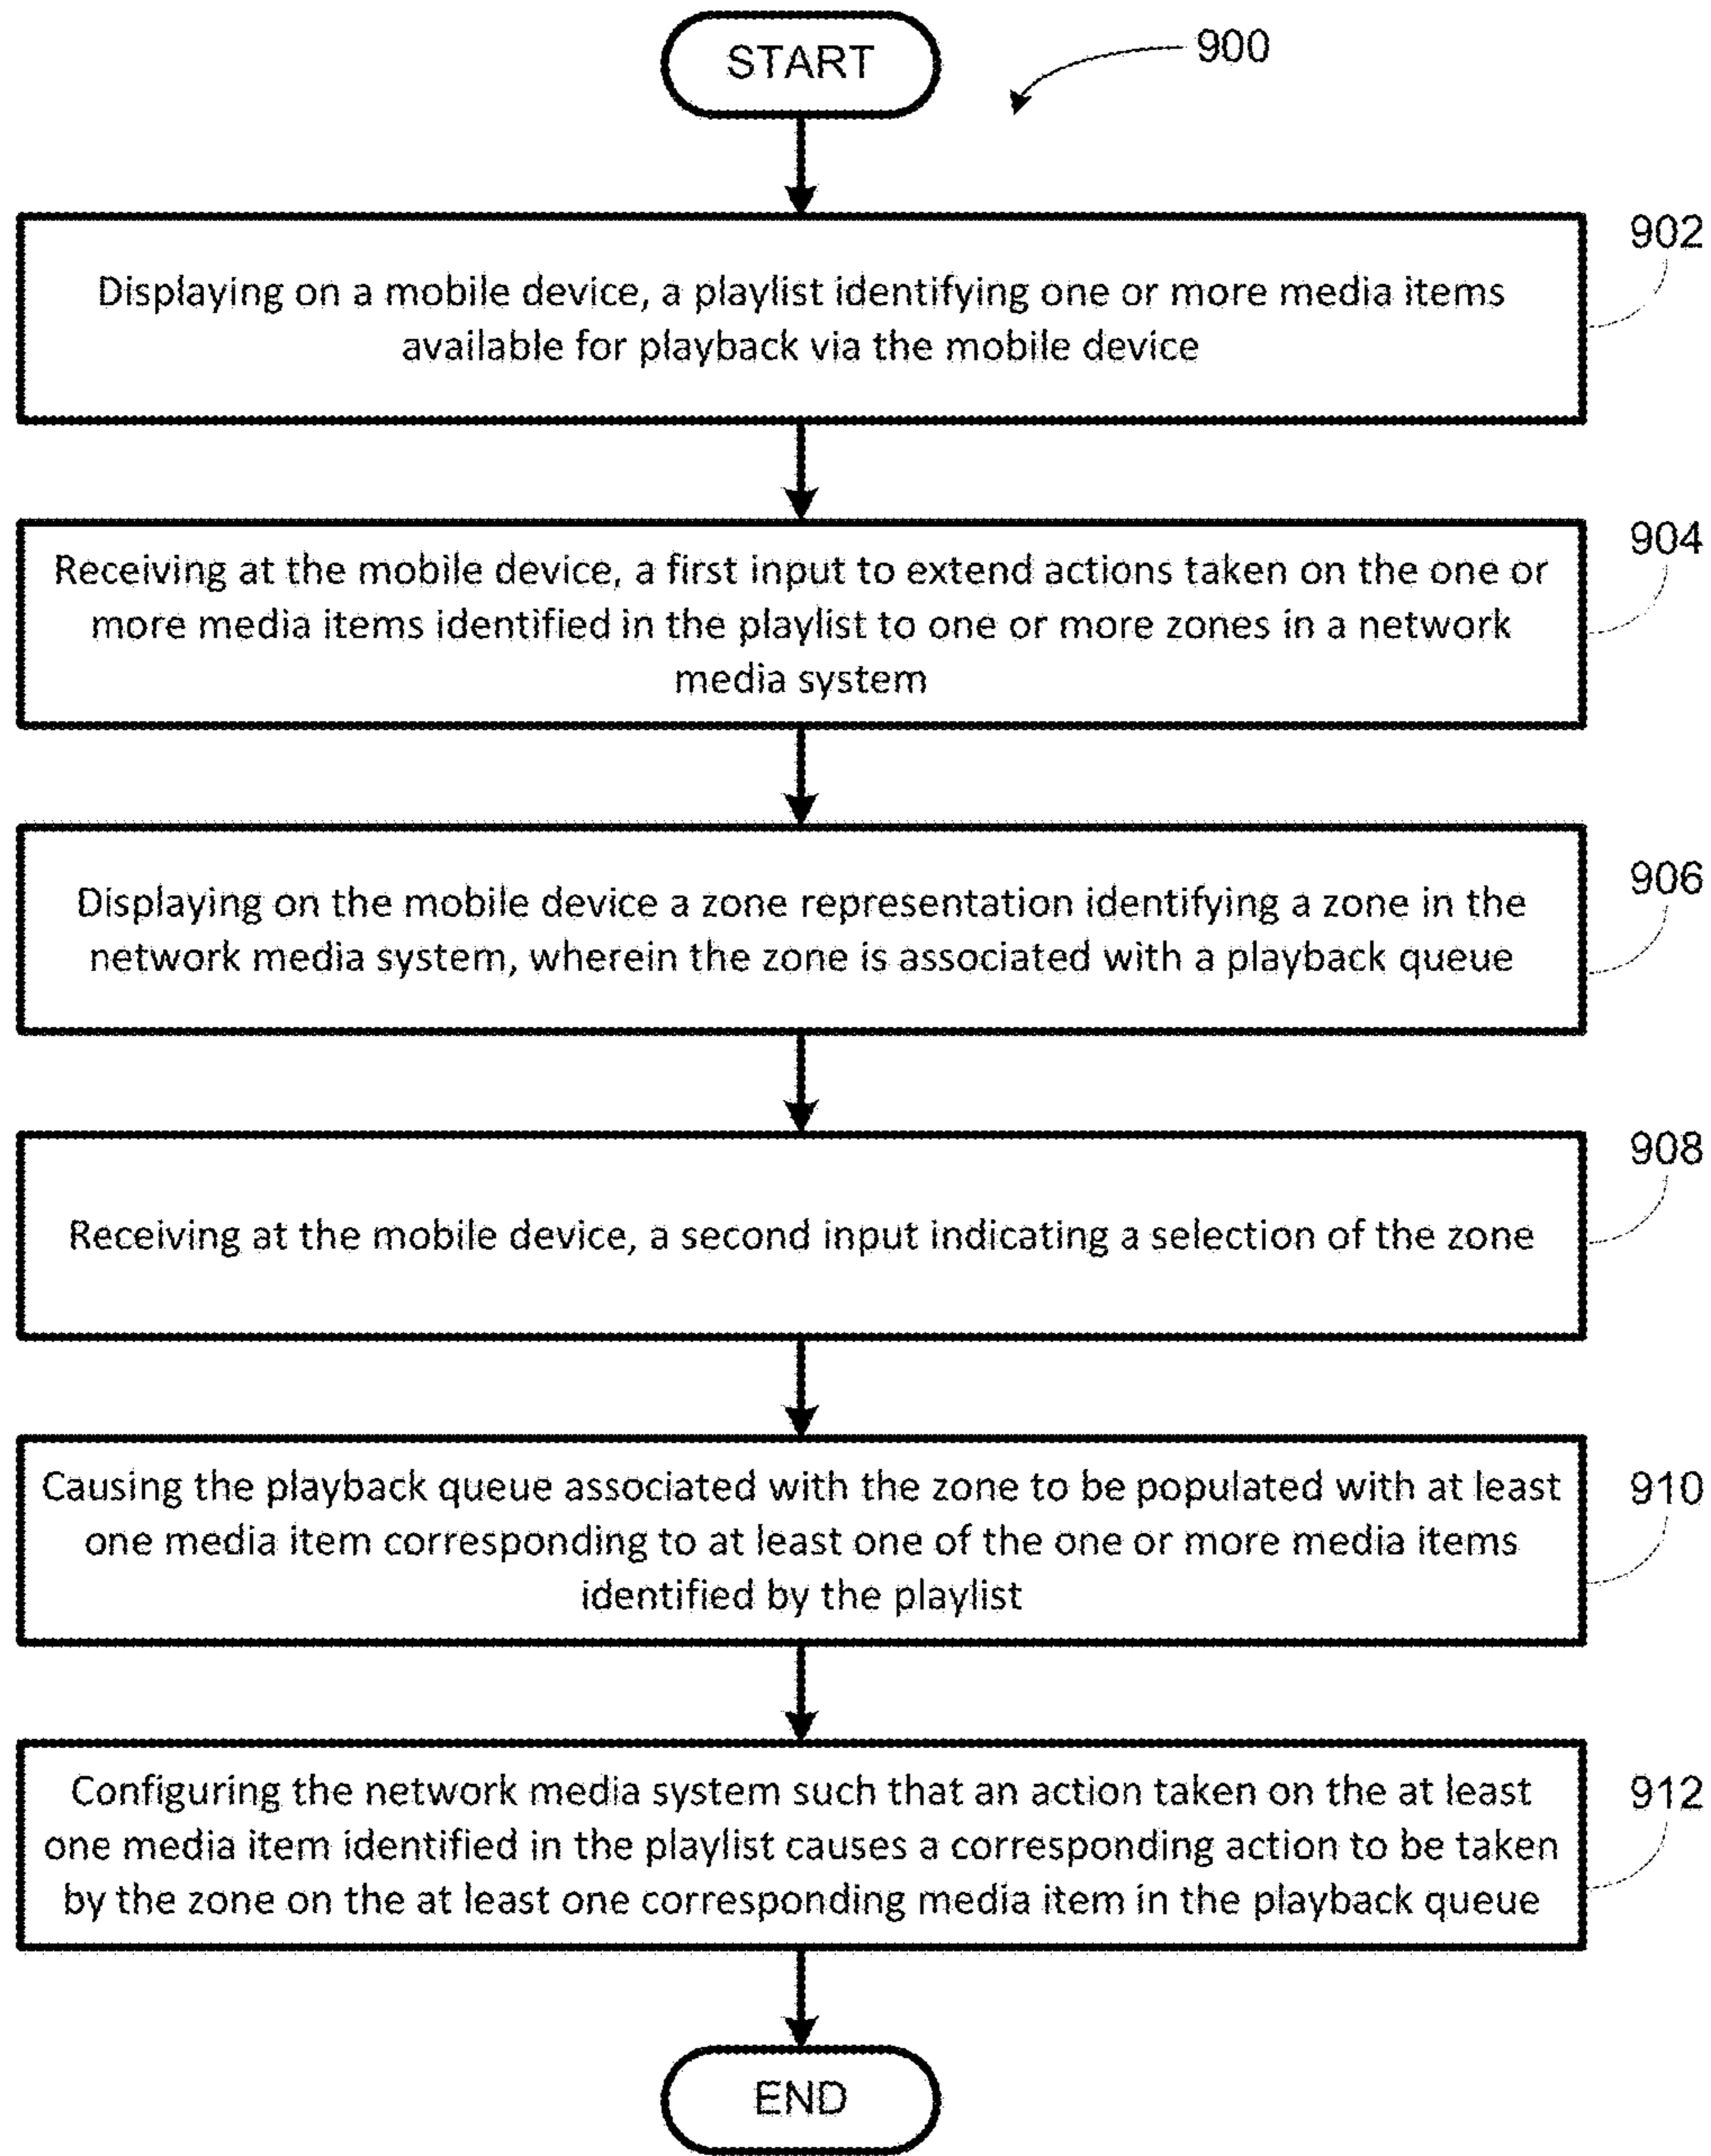 START
900
902
Displaying on a mobile device, a playlist identifying one or more media items
available for playback via the mobile device
904
Receiving at the mobile device, a first input to extend actions taken on the one or
more media items identified in the playlist to one or more zones in a network
media system
906
Displaying on the mobile device a zone representation identifying a zone in the
network media system, wherein the zone is associated with a playback queue
908
Receiving at the mobile device, a second input indicating a selection of the zone
910
Causing the playback queue associated with the zone to be populated with at least
one media item corresponding to at least one of the one or more media items
identified by the playlist
912
Configuring the network media system such that an action taken on the at least
one media item identified in the playlist causes a corresponding action to be taken
by the zone on the at least one corresponding media item in the playback queue
END